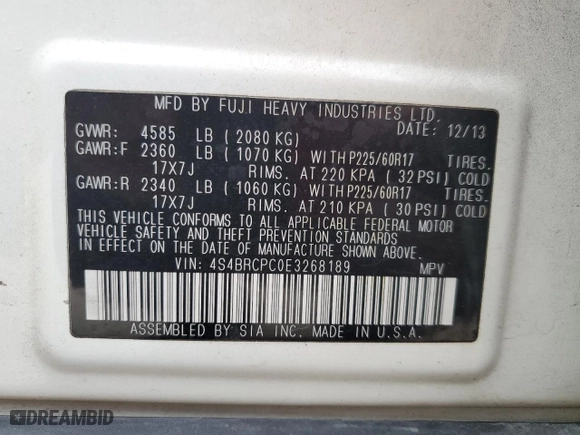 MFD BY FUJI HEAVY INDUSTRIES LTD.
DATE: 12/13
GVWR: 4585 LB ( 2080 KG)
GAWR:F 2360 LB ( 1070 KG) WITH P225/60R17 TIRES.
17X7J RIMS. AT 220 KPA ( 32 PSI) COLD
GAWR:R 2340 LB ( 1060 KG) WITH P225/60R17 TIRES.
17X7J RIMS. AT 210 KPA ( 30 PSI) COLD
THIS VEHICLE CONFORMS TO ALL APPLICABLE FEDERAL MOTOR
VEHICLE SAFETY AND THEFT PREVENTION STANDARDS
IN EFFECT ON THE DATE OF MANUFACTURE SHOWN ABOVE.
VIN: 4S4BRCPC0E3268189 MPV
ASSEMBLED BY SIA INC. MADE IN U.S.A.
DREAMBID